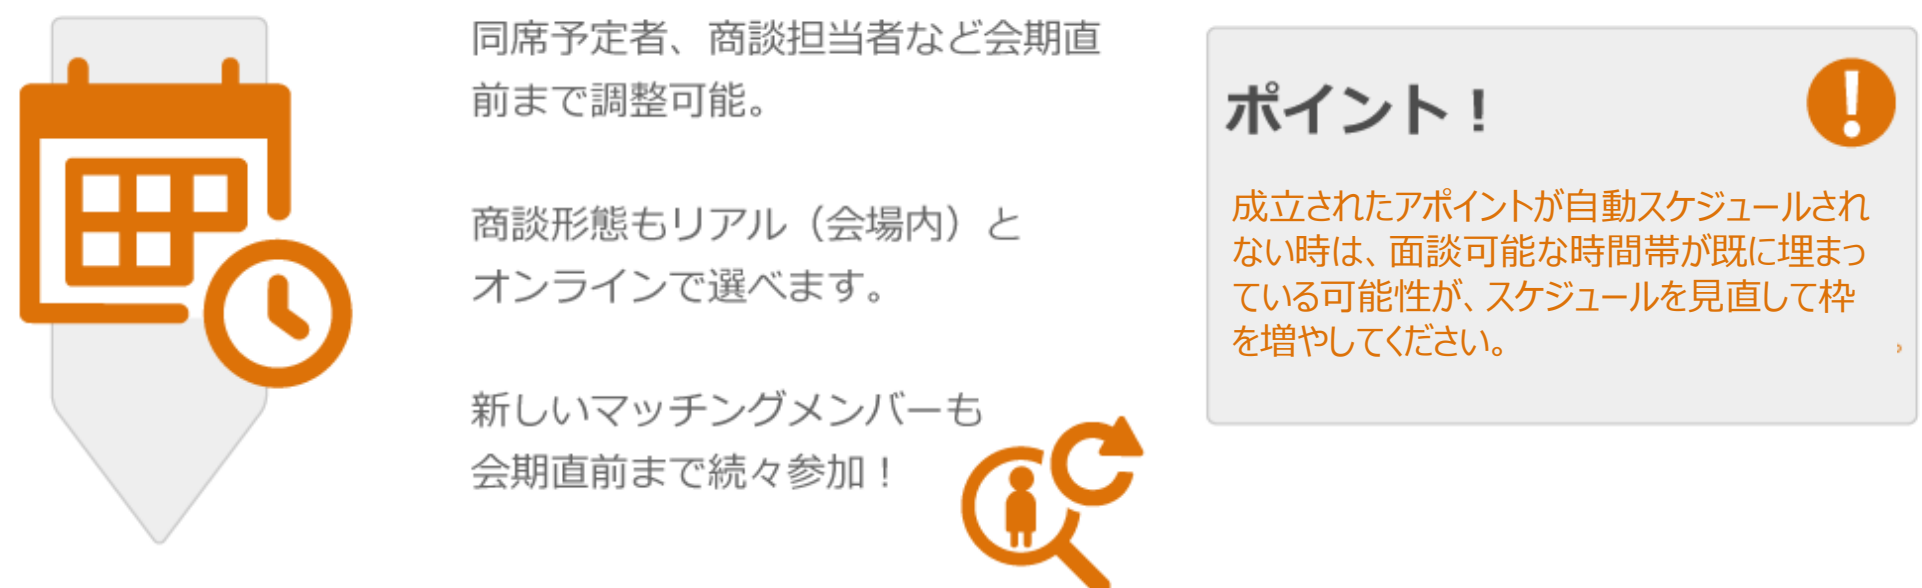 同席予定者、商談担当者など会期直
前まで調整可能。
商談形態もリアル（会場内）と
オンラインで選べます。
新しいマッチングメンバーも
会期直前まで続々参加！
ポイント！
成立されたアポイントが自動スケジュールされ
ない時は、面談可能な時間帯が既に埋まっ
ている可能性が、スケジュールを見直して枠
を増やしてください。